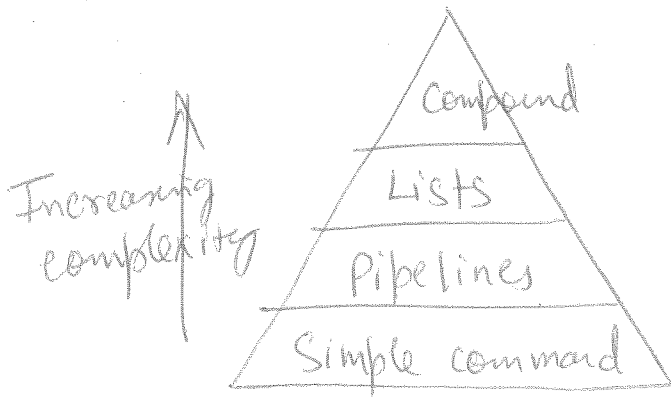 Compound
Lists
Pipelines
Simple command
Increasing
complexity